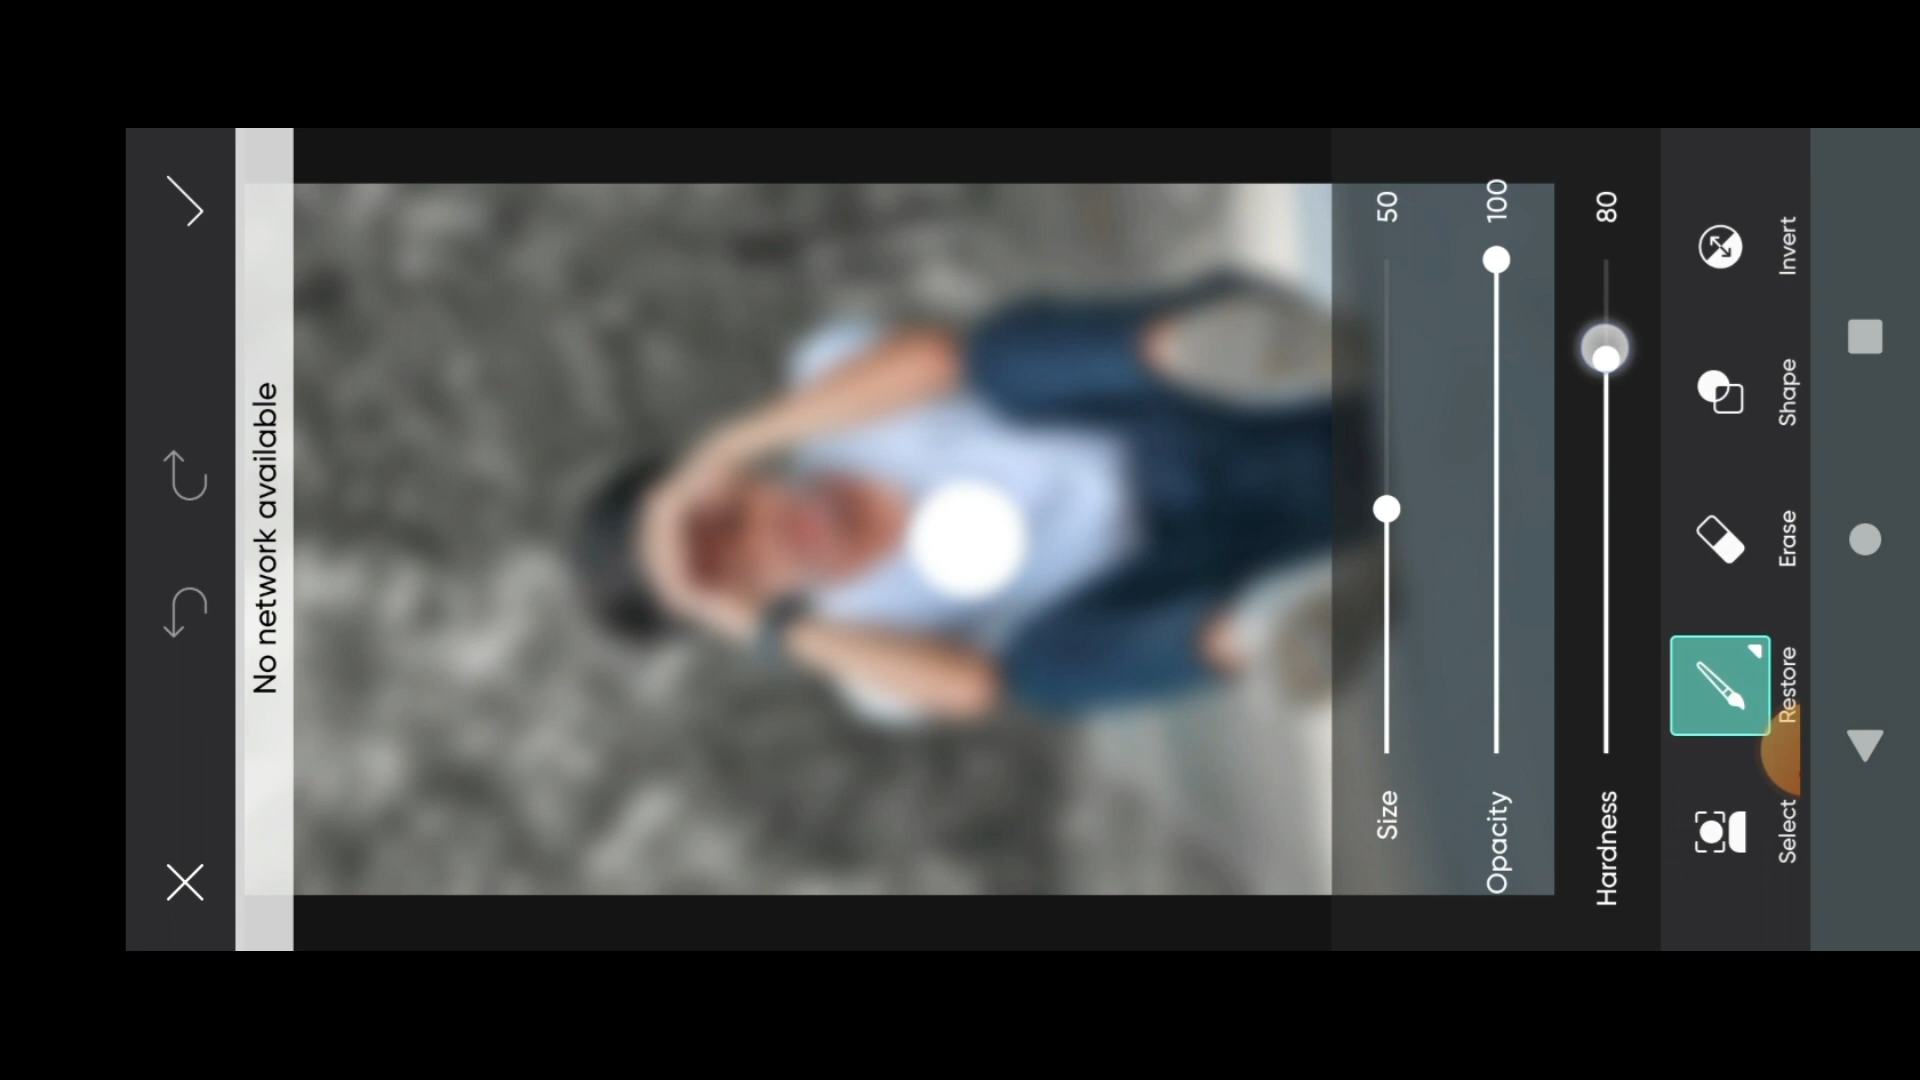 No network available
Size 50
Opacity 100
Hardness 80
Select Restore Erase Shape Invert